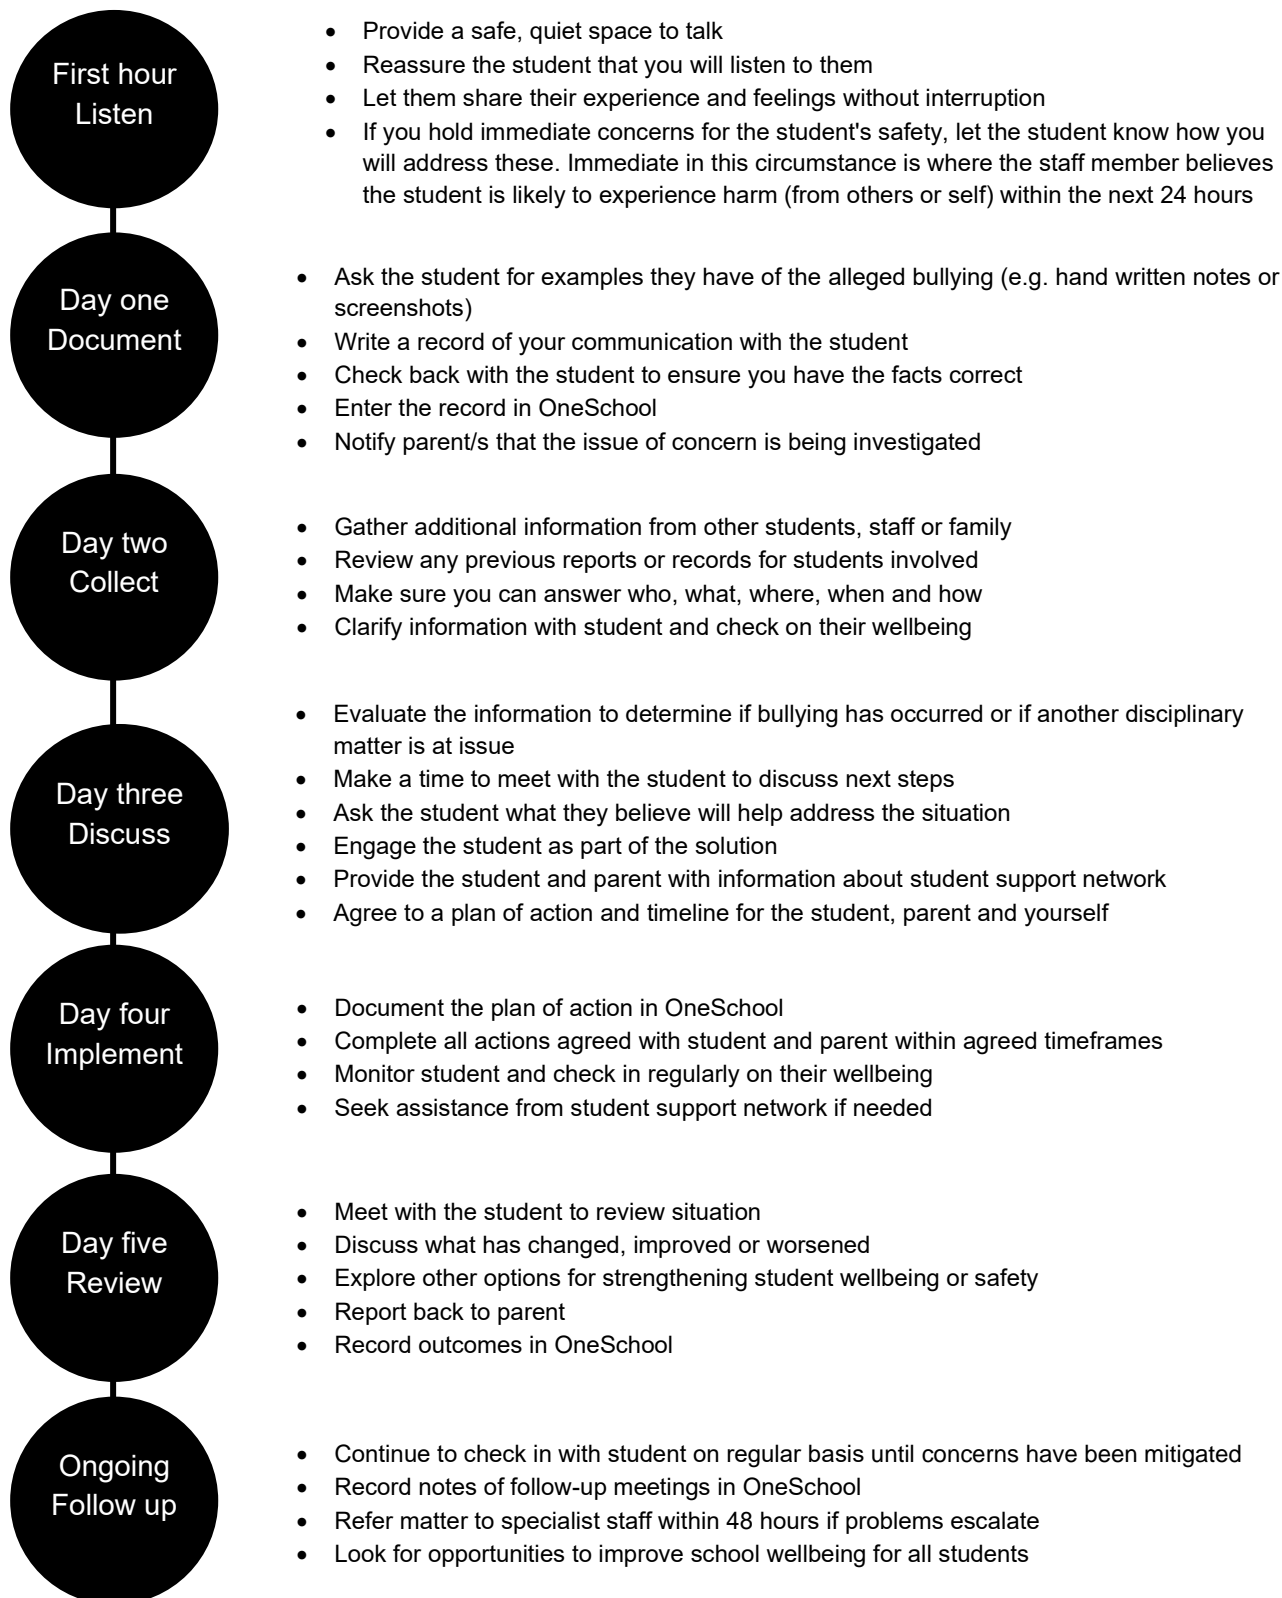 First hour
Listen
• Provide a safe, quiet space to talk
• Reassure the student that you will listen to them
• Let them share their experience and feelings without interruption
• If you hold immediate concerns for the student's safety, let the student know how you
will address these. Immediate in this circumstance is where the staff member believes
the student is likely to experience harm (from others or self) within the next 24 hours
Day one
Document
• Ask the student for examples they have of the alleged bullying (e.g. hand written notes or
screenshots)
• Write a record of your communication with the student
• Check back with the student to ensure you have the facts correct
• Enter the record in OneSchool
• Notify parent/s that the issue of concern is being investigated
Day two
Collect
• Gather additional information from other students, staff or family
• Review any previous reports or records for students involved
• Make sure you can answer who, what, where, when and how
• Clarify information with student and check on their wellbeing
Day three
Discuss
• Evaluate the information to determine if bullying has occurred or if another disciplinary
matter is at issue
• Make a time to meet with the student to discuss next steps
• Ask the student what they believe will help address the situation
• Engage the student as part of the solution
• Provide the student and parent with information about student support network
• Agree to a plan of action and timeline for the student, parent and yourself
Day four
Implement
• Document the plan of action in OneSchool
• Complete all actions agreed with student and parent within agreed timeframes
• Monitor student and check in regularly on their wellbeing
• Seek assistance from student support network if needed
Day five
Review
• Meet with the student to review situation
• Discuss what has changed, improved or worsened
• Explore other options for strengthening student wellbeing or safety
• Report back to parent
• Record outcomes in OneSchool
Ongoing
Follow up
• Continue to check in with student on regular basis until concerns have been mitigated
• Record notes of follow-up meetings in OneSchool
• Refer matter to specialist staff within 48 hours if problems escalate
• Look for opportunities to improve school wellbeing for all students